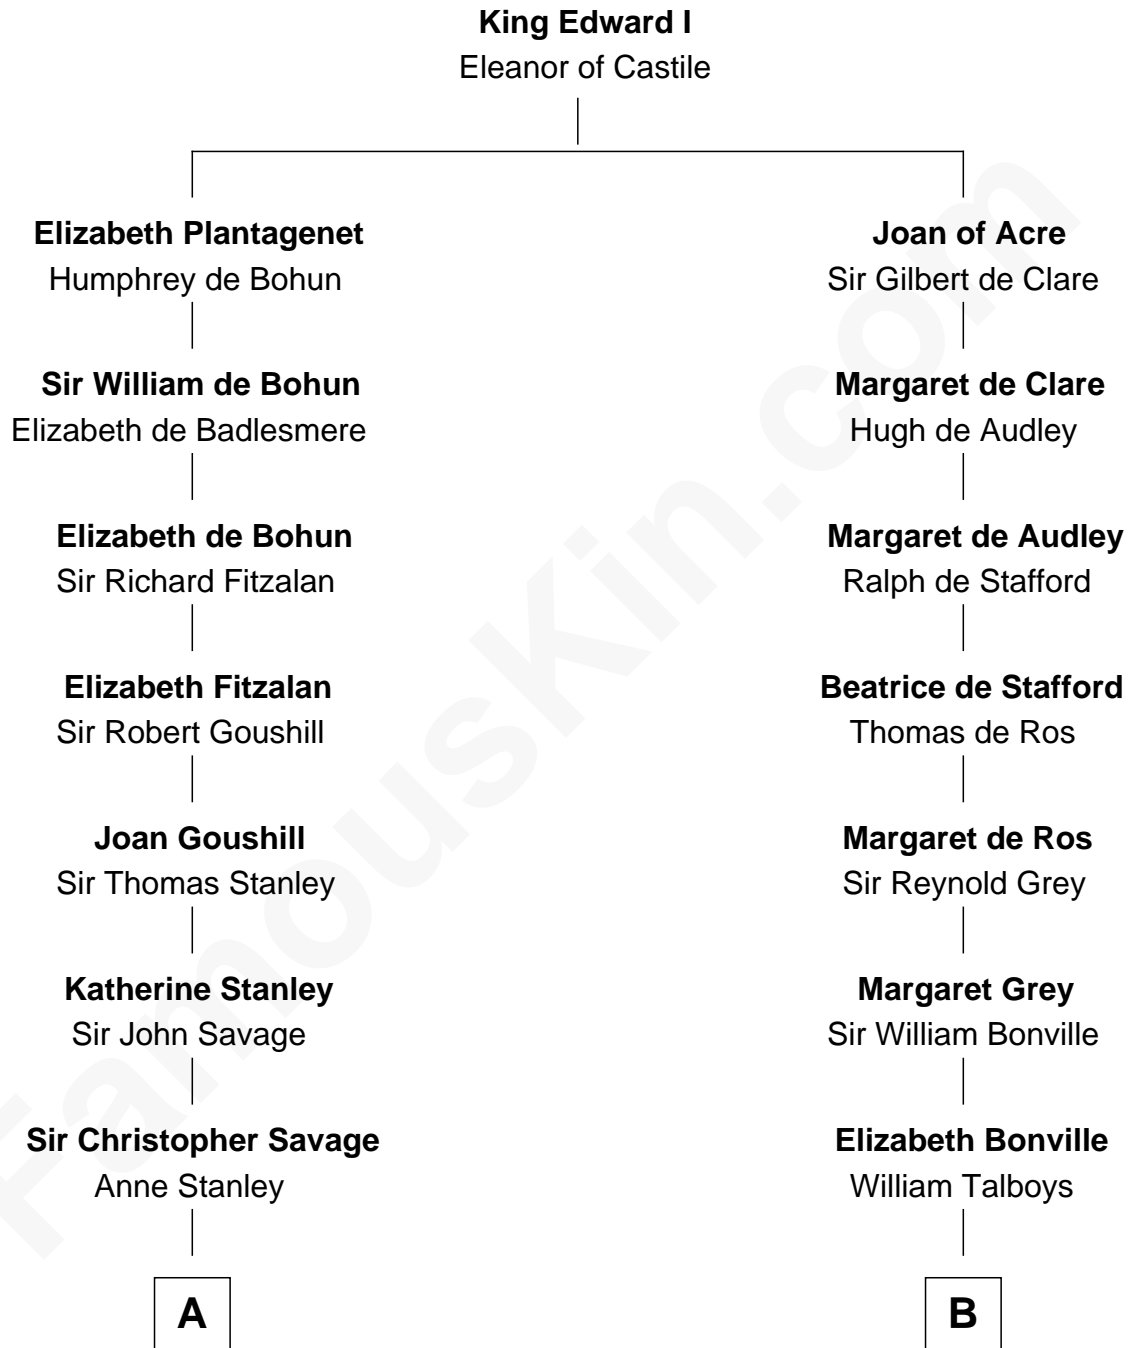 King Edward I
Eleanor of Castile
Elizabeth Plantagenet
Humphrey de Bohun
Joan of Acre
Sir Gilbert de Clare
Sir William de Bohun
Elizabeth de Badlesmere
Margaret de Clare
Hugh de Audley
Elizabeth de Bohun
Sir Richard Fitzalan
Margaret de Audley
Ralph de Stafford
Elizabeth Fitzalan
Sir Robert Goushill
Beatrice de Stafford
Thomas de Ros
Joan Goushill
Sir Thomas Stanley
Margaret de Ros
Sir Reynold Grey
Katherine Stanley
Sir John Savage
Margaret Grey
Sir William Bonville
Sir Christopher Savage
Anne Stanley
Elizabeth Bonville
William Talboys
A
B
FamousKin.com